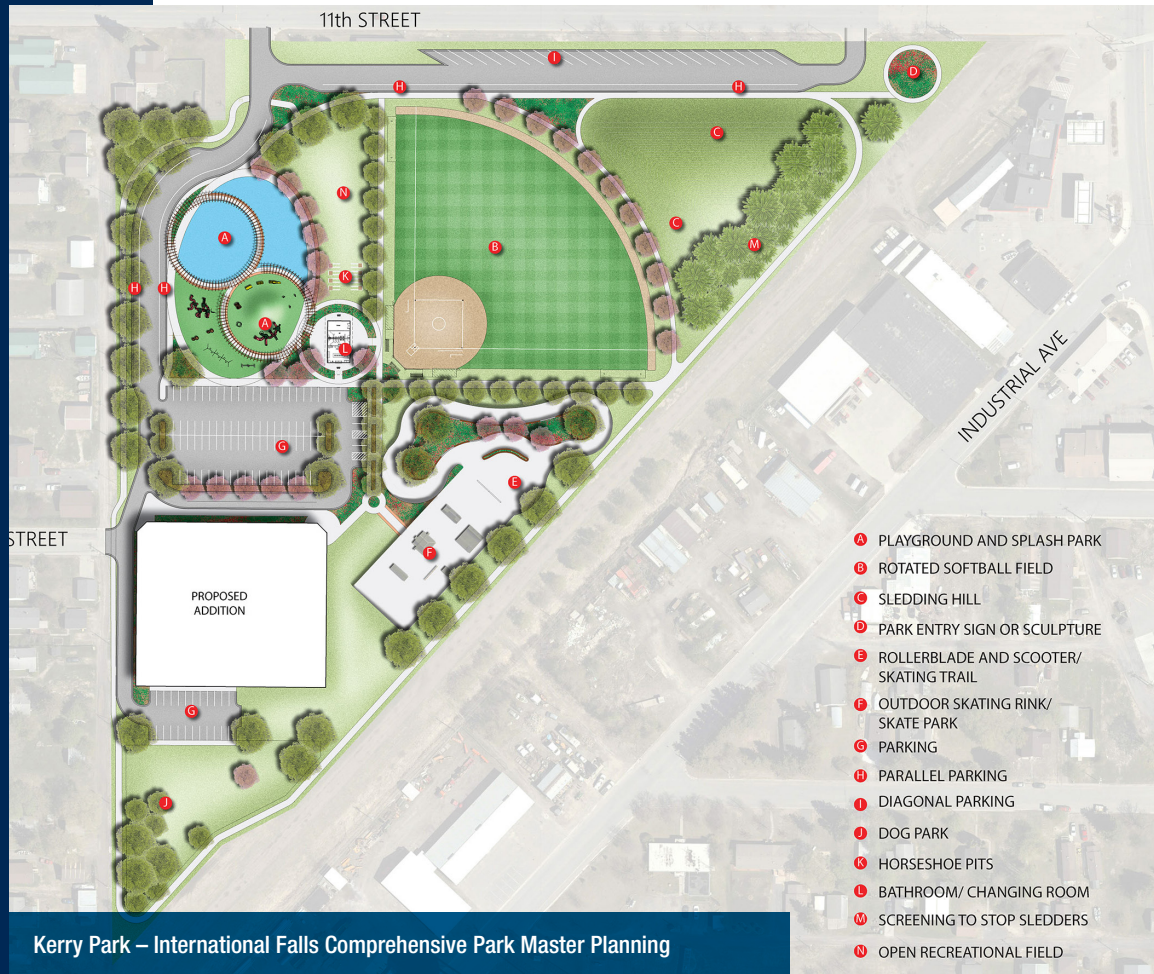 11th STREET
I
D
H
H
C
N
A
B
C
M
K
H
H
A
L
INDUSTRIAL AVE
G
E
STREET
F
PROPOSED
ADDITION
G
J
A PLAYGROUND AND SPLASH PARK
B ROTATED SOFTBALL FIELD
C SLEDDING HILL
D PARK ENTRY SIGN OR SCULPTURE
E ROLLERBLADE AND SCOOTER/
SKATING TRAIL
F OUTDOOR SKATING RINK/
SKATE PARK
G PARKING
H PARALLEL PARKING
I DIAGONAL PARKING
J DOG PARK
K HORSESHOE PITS
L BATHROOM/ CHANGING ROOM
M SCREENING TO STOP SLEDDERS
N OPEN RECREATIONAL FIELD
Kerry Park – International Falls Comprehensive Park Master Planning